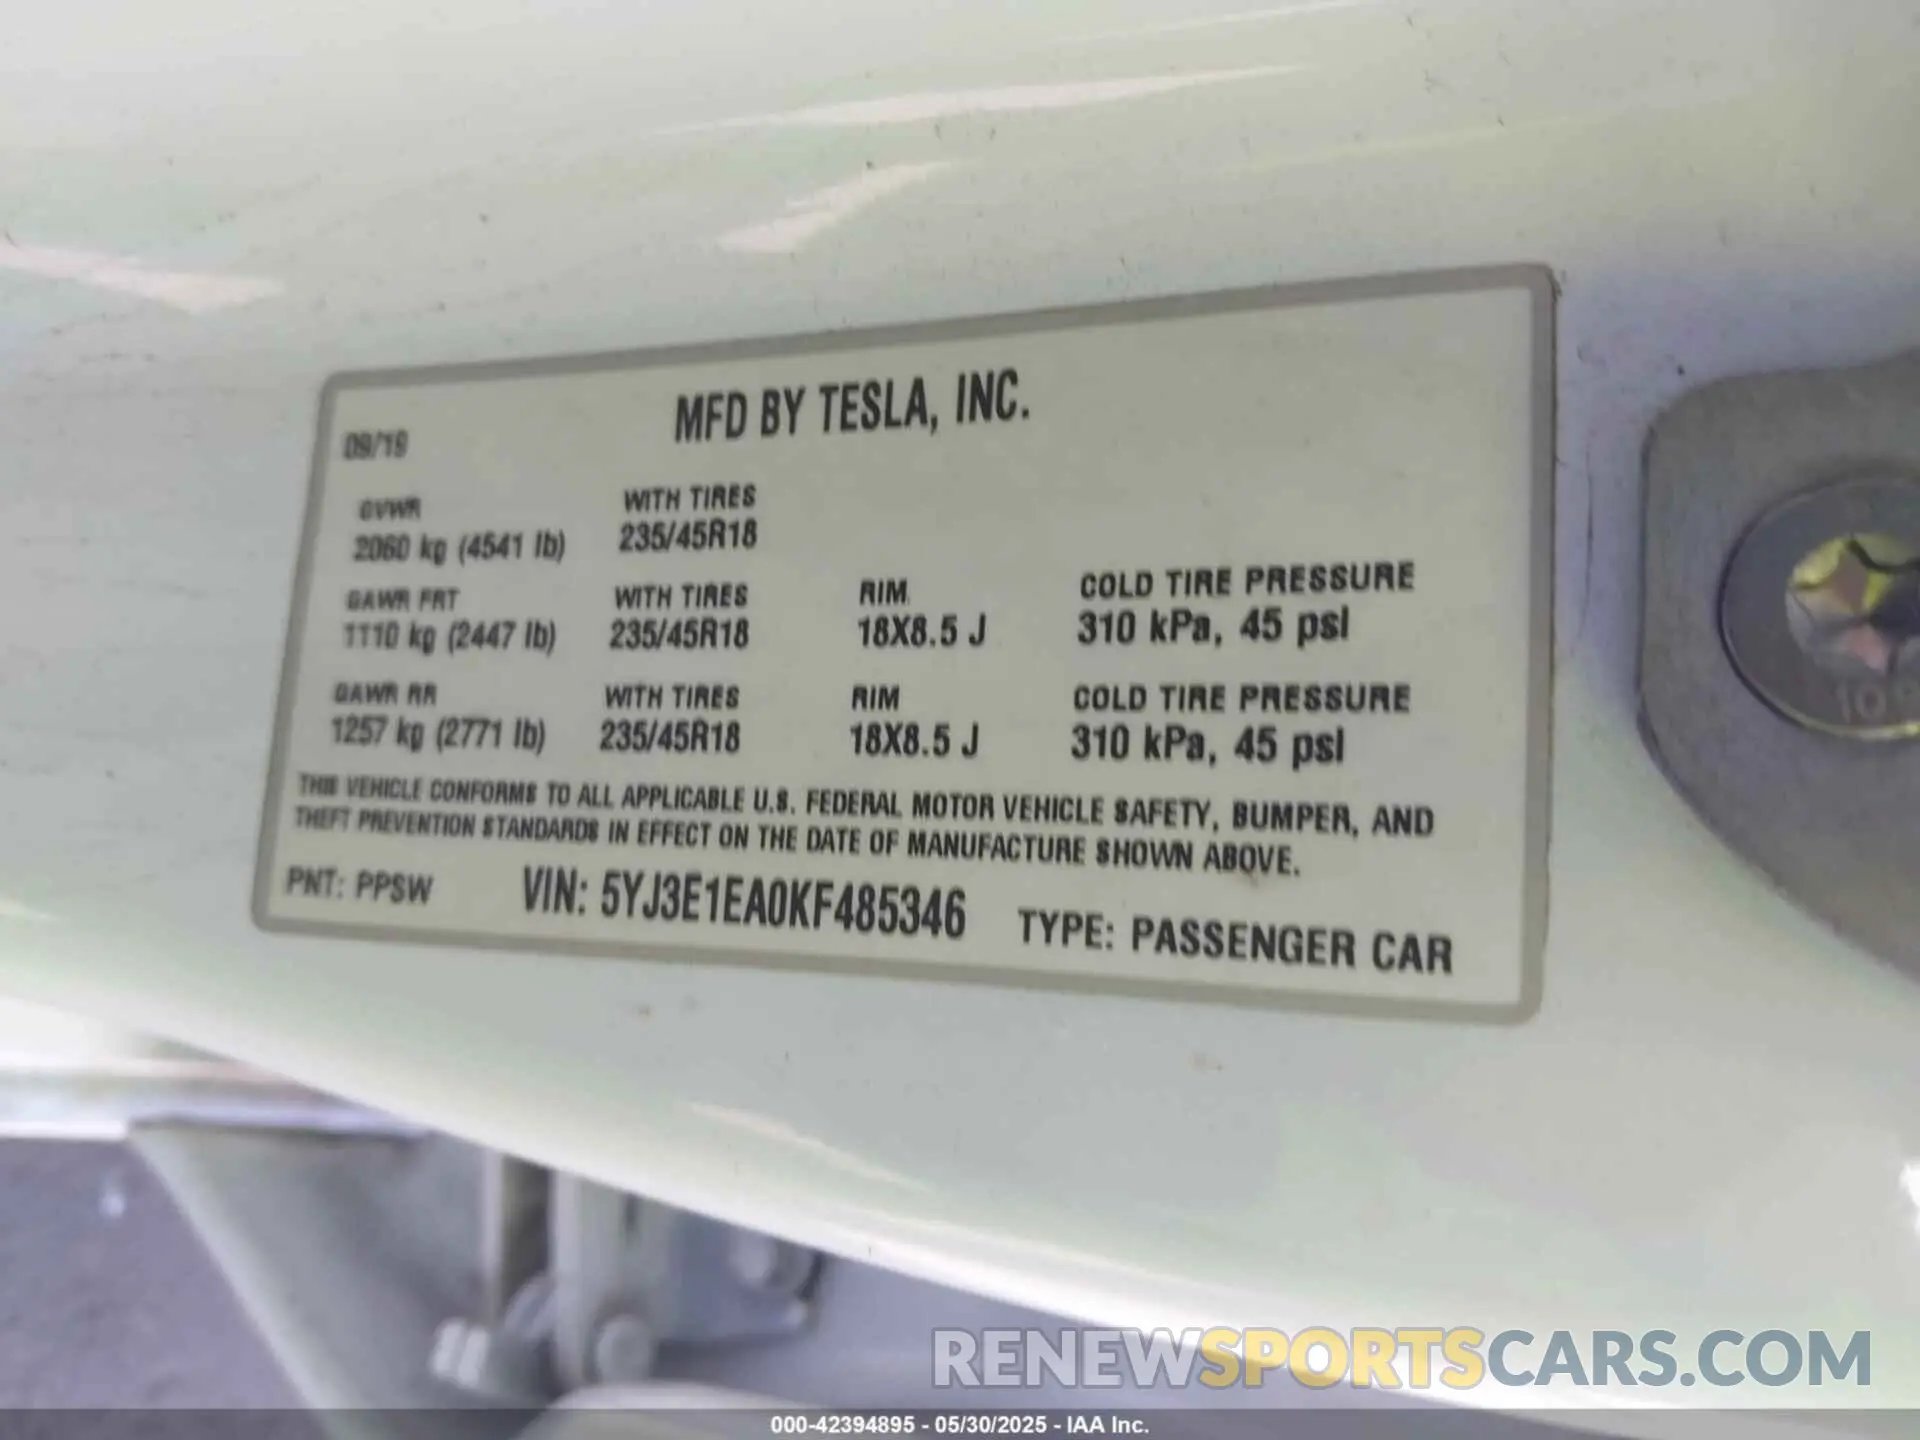 MFD BY TESLA, INC.
09/19
GVWR WITH TIRES
2060 kg (4541 lb) 235/45R18
GAWR FRT WITH TIRES RIM COLD TIRE PRESSURE
1110 kg (2447 lb) 235/45R18 18X8.5 J 310 kPa, 45 psi
GAWR RR WITH TIRES RIM COLD TIRE PRESSURE
1257 kg (2771 lb) 235/45R18 18X8.5 J 310 kPa, 45 psi
THIS VEHICLE CONFORMS TO ALL APPLICABLE U.S. FEDERAL MOTOR VEHICLE SAFETY, BUMPER, AND
THEFT PREVENTION STANDARDS IN EFFECT ON THE DATE OF MANUFACTURE SHOWN ABOVE.
PNT: PPSW VIN: 5YJ3E1EA0KF485346 TYPE: PASSENGER CAR
RENEWSPORTSCARS.COM
000-42394895 - 05/30/2025 - IAA Inc.